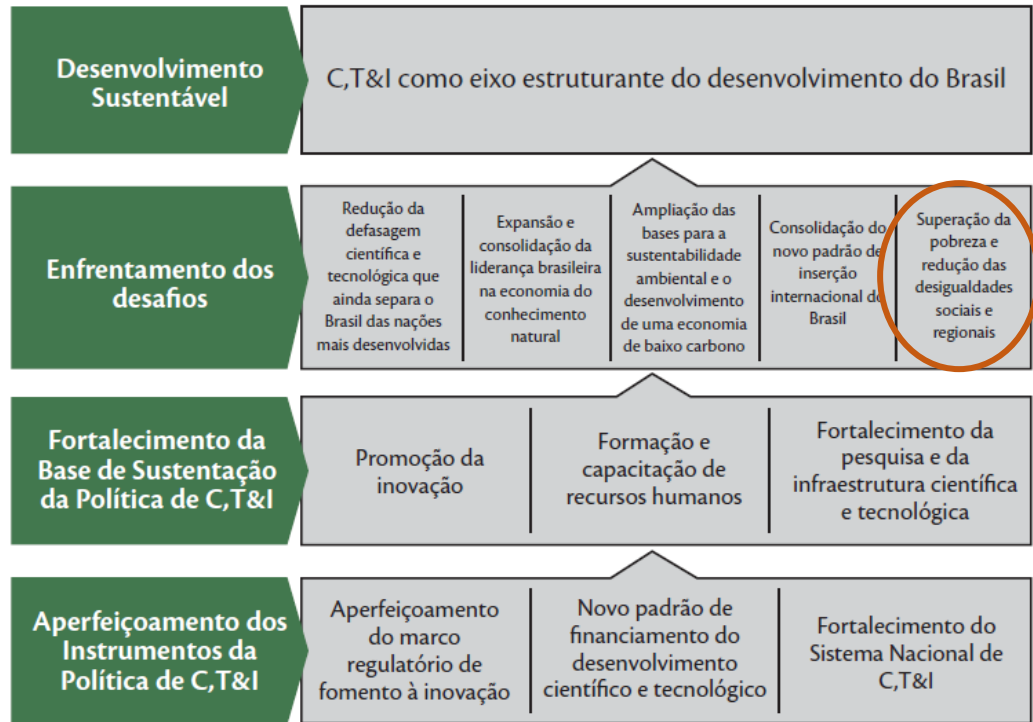 Desenvolvimento
Sustentável
C,T&I como eixo estruturante do desenvolvimento do Brasil
Enfrentamento dos
desafios
Redução da
defasagem
científica e
tecnológica que
ainda separa o
Brasil das nações
mais desenvolvidas
Expansão e
consolidação da
liderança brasileira
na economia do
conhecimento
natural
Ampliação das
bases para a
sustentabilidade
ambiental e o
desenvolvimento
de uma economia
de baixo carbono
Consolidação do
novo padrão de
inserção
internacional do
Brasil
Superação da
pobreza e
redução das
desigualdades
sociais e
regionais
Fortalecimento da
Base de Sustentação
da Política de C,T&I
Promoção da
inovação
Formação e
capacitação de
recursos humanos
Fortalecimento da
pesquisa e da
infraestrutura científica
e tecnológica
Aperfeiçoamento dos
Instrumentos da
Política de C,T&I
Aperfeiçoamento
do marco
regulatório de
fomento à inovação
Novo padrão de
financiamento do
desenvolvimento
científico e tecnológico
Fortalecimento do
Sistema Nacional de
C,T&I